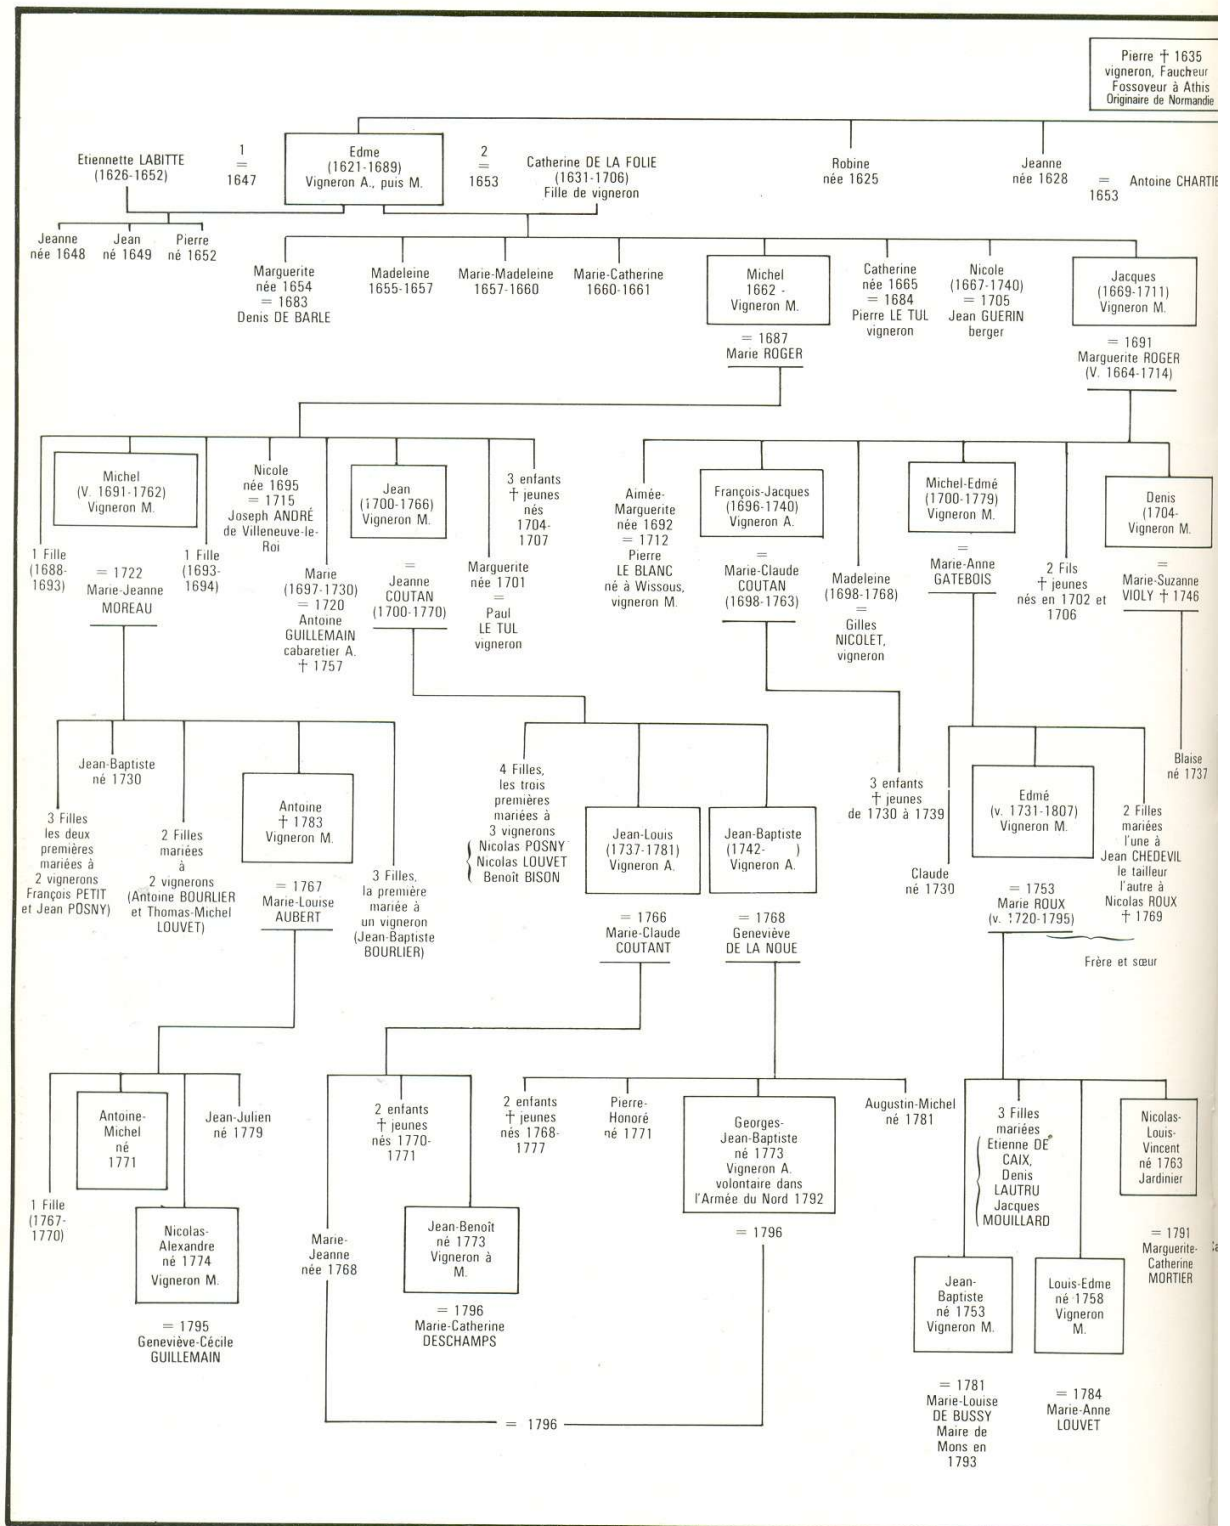 Pierre † 1635
vigneron, Faucheur
Fossoveur à Athis
Originaire de Normandie
Etiennette LABITTE
(1626-1652)
1
=
1647
Edme
(1621-1689)
Vigneron A., puis M.
2
=
1653
Catherine DE LA FOLIE
(1631-1706)
Fille de vigneron
Robine
née 1625
Jeanne
née 1628
=
1653
Antoine CHARTIE
Jeanne
née 1648
Jean
né 1649
Pierre
né 1652
Marguerite
née 1654
= 1683
Denis DE BARLE
Madeleine
1655-1657
Marie-Madeleine
1657-1660
Marie-Catherine
1660-1661
Michel
1662 -
Vigneron M.
= 1687
Marie ROGER
Catherine
née 1665
= 1684
Pierre LE TUL
vigneron
Nicole
(1667-1740)
= 1705
Jean GUERIN
berger
Jacques
(1669-1711)
Vigneron M.
= 1691
Marguerite ROGER
(V. 1664-1714)
1 Fille
(1688-
1693)
Michel
(V. 1691-1762)
Vigneron M.
= 1722
Marie-Jeanne
MOREAU
1 Fille
(1693-
1694)
Nicole
née 1695
= 1715
Joseph ANDRÉ
de Villeneuve-le-
Roi
Marie
(1697-1730)
= 1720
Antoine
GUILLEMAIN
cabaretier A.
† 1757
Jean
(1700-1766)
Vigneron M.
=
Jeanne
COUTAN
(1700-1770)
Marguerite
née 1701
=
Paul
LE TUL
vigneron
3 enfants
† jeunes
nés
1704-
1707
Aimée-
Marguerite
née 1692
= 1712
Pierre
LE BLANC
né à Wissous,
vigneron M.
François-Jacques
(1696-1740)
Vigneron A.
=
Marie-Claude
COUTAN
(1698-1763)
Madeleine
(1698-1768)
=
Gilles
NICOLET,
vigneron
Michel-Edmé
(1700-1779)
Vigneron M.
=
Marie-Anne
GATEBOIS
2 Fils
† jeunes
nés en 1702 et
1706
Denis
(1704-
Vigneron M.
=
Marie-Suzanne
VIOLY † 1746
3 Filles
les deux
premières
mariées à
2 vignerons
François PETIT
et Jean POSNY)
Jean-Baptiste
né 1730
2 Filles
mariées
à
2 vignerons
(Antoine BOURLIER
et Thomas-Michel
LOUVET)
Antoine
† 1783
Vigneron M.
= 1767
Marie-Louise
AUBERT
3 Filles,
la première
mariée à
un vigneron
(Jean-Baptiste
BOURLIER)
4 Filles,
les trois
premières
mariées à
3 vignerons
Nicolas POSNY
Nicolas LOUVET
Benoît BISON
Jean-Louis
(1737-1781)
Vigneron A.
= 1766
Marie-Claude
COUTANT
Jean-Baptiste
(1742- )
Vigneron A.
= 1768
Geneviève
DE LA NOUE
3 enfants
† jeunes
de 1730 à 1739
Claude
né 1730
Edmé
(v. 1731-1807)
Vigneron M.
= 1753
Marie ROUX
(v. 1720-1795)
2 Filles
mariées
l'une à
Jean CHEDEVIL
le tailleur
l'autre à
Nicolas ROUX
† 1769
Frère et sœur
Blaise
né 1737
1 Fille
(1767-
1770)
Antoine-
Michel
né
1771
Nicolas-
Alexandre
né 1774
Vigneron M.
= 1795
Geneviève-Cécile
GUILLEMAIN
Jean-Julien
né 1779
Marie-
Jeanne
née 1768
2 enfants
† jeunes
nés 1770-
1771
Jean-Benoît
né 1773
Vigneron à
M.
= 1796
Marie-Catherine
DESCHAMPS
2 enfants
† jeunes
nés 1768-
1777
Pierre-
Honoré
né 1771
Georges-
Jean-Baptiste
né 1773
Vigneron A.
volontaire dans
l'Armée du Nord 1792
= 1796
Augustin-Michel
né 1781
= 1796
Jean-
Baptiste
né 1753
Vigneron M.
= 1781
Marie-Louise
DE BUSSY
Maire de
Mons en
1793
3 Filles
mariées
Etienne DE
CAIX,
Denis
LAUTRU
Jacques
MOUILLARD
Louis-Edme
né 1758
Vigneron
M.
= 1784
Marie-Anne
LOUVET
Nicolas-
Louis-
Vincent
né 1763
Jardinier
= 1791
Marguerite-
Catherine
MORTIER